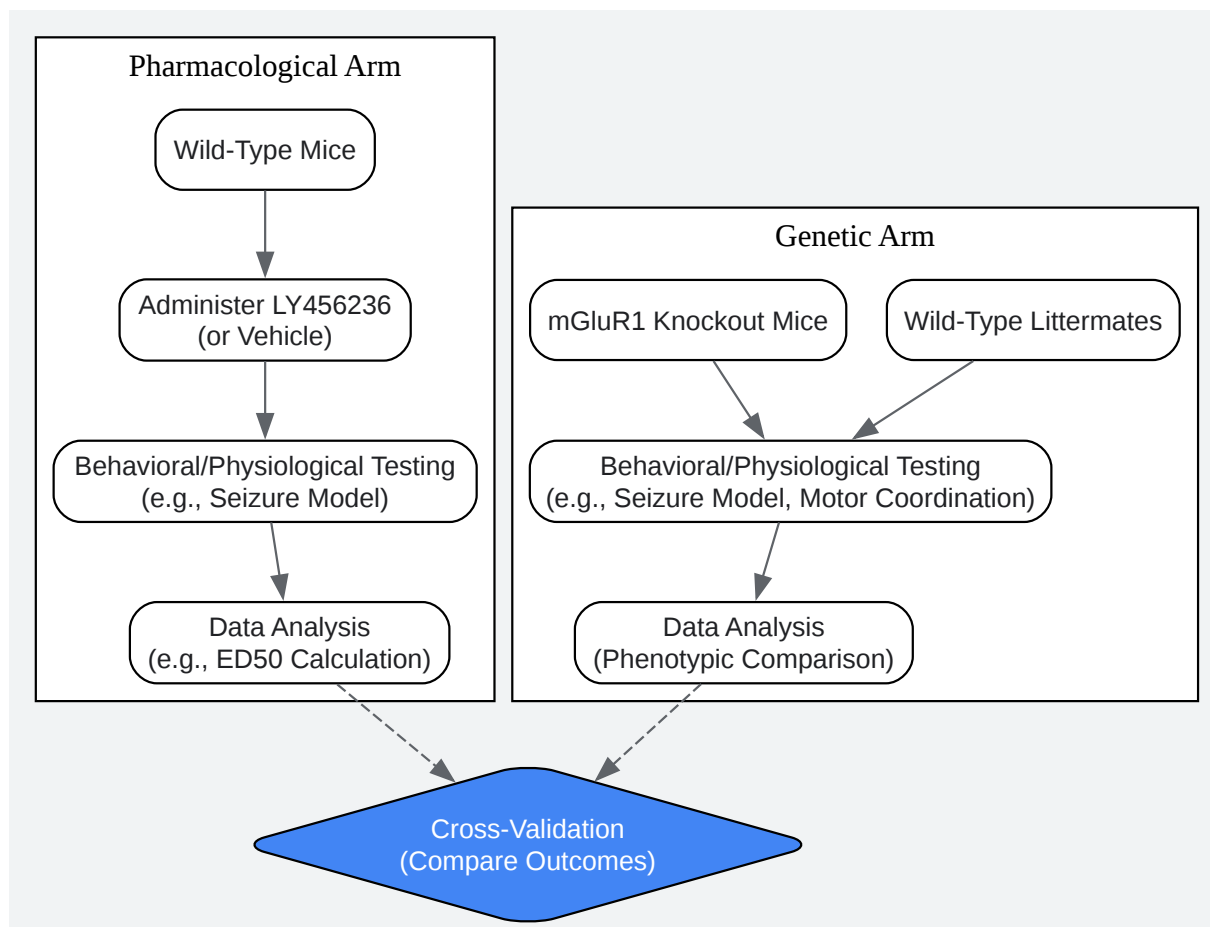 Pharmacological Arm
Wild-Type Mice
Administer LY456236
(or Vehicle)
Behavioral/Physiological Testing
(e.g., Seizure Model)
Data Analysis
(e.g., ED50 Calculation)
Genetic Arm
mGluR1 Knockout Mice
Wild-Type Littermates
Behavioral/Physiological Testing
(e.g., Seizure Model, Motor Coordination)
Data Analysis
(Phenotypic Comparison)
Cross-Validation
(Compare Outcomes)